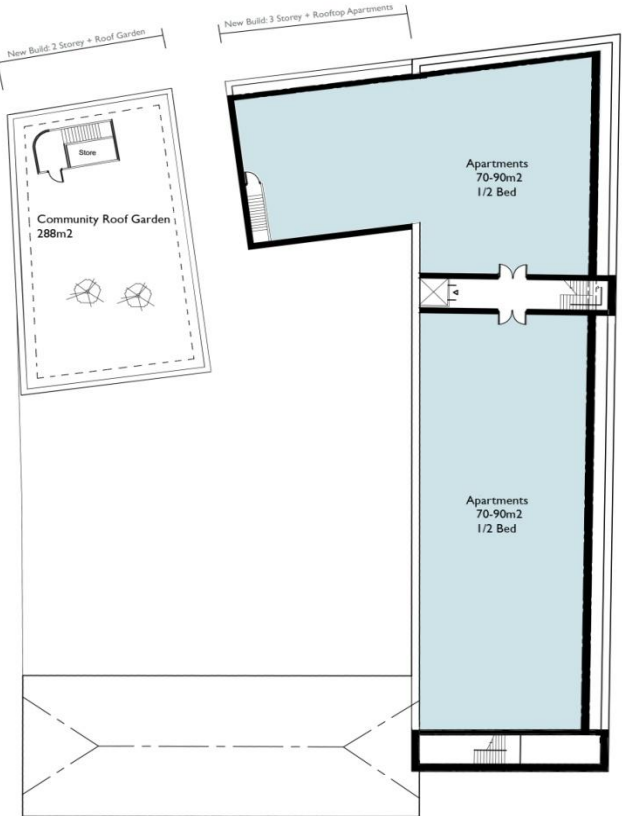 New Build: 2 Storey + Roof Garden
New Build: 3 Storey + Rooftop Apartments
Store
Community Roof Garden
288m2
Apartments
70-90m2
1/2 Bed
Apartments
70-90m2
1/2 Bed